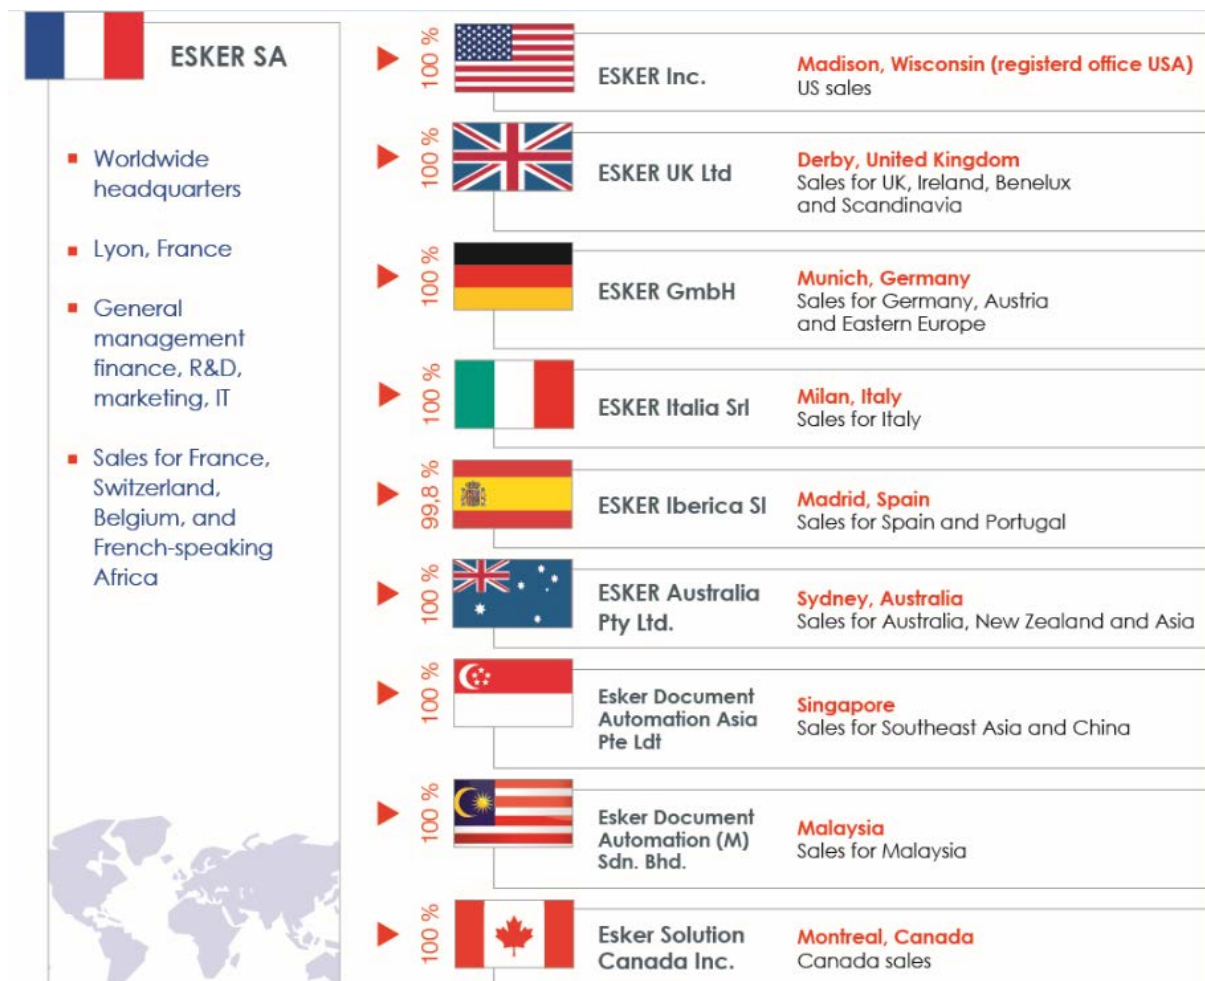 ESKER SA
Worldwide
headquarters
Lyon, France
General
management
finance, R&D,
marketing, IT
Sales for France,
Switzerland,
Belgium, and
French-speaking
Africa
100 %
ESKER Inc.
Madison, Wisconsin (registerd office USA)
US sales
100 %
ESKER UK Ltd
Derby, United Kingdom
Sales for UK, Ireland, Benelux
and Scandinavia
100 %
ESKER GmbH
Munich, Germany
Sales for Germany, Austria
and Eastern Europe
100 %
ESKER Italia Srl
Milan, Italy
Sales for Italy
99,8 %
ESKER Iberica Sl
Madrid, Spain
Sales for Spain and Portugal
100 %
ESKER Australia
Pty Ltd.
Sydney, Australia
Sales for Australia, New Zealand and Asia
100 %
Esker Document
Automation Asia
Pte Ldt
Singapore
Sales for Southeast Asia and China
100 %
Esker Document
Automation (M)
Sdn. Bhd.
Malaysia
Sales for Malaysia
100 %
Esker Solution
Canada Inc.
Montreal, Canada
Canada sales